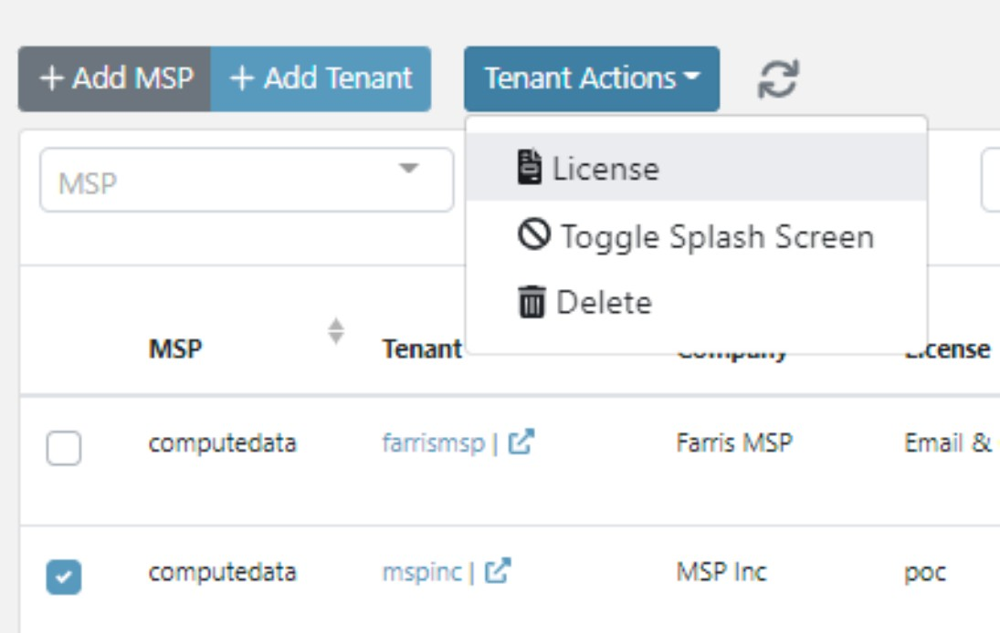 + Add MSP + Add Tenant Tenant Actions
MSP
License
Toggle Splash Screen
Delete
MSP Tenant Company License
computedata farrismsp | Farris MSP Email &
computedata mspinc | MSP Inc poc